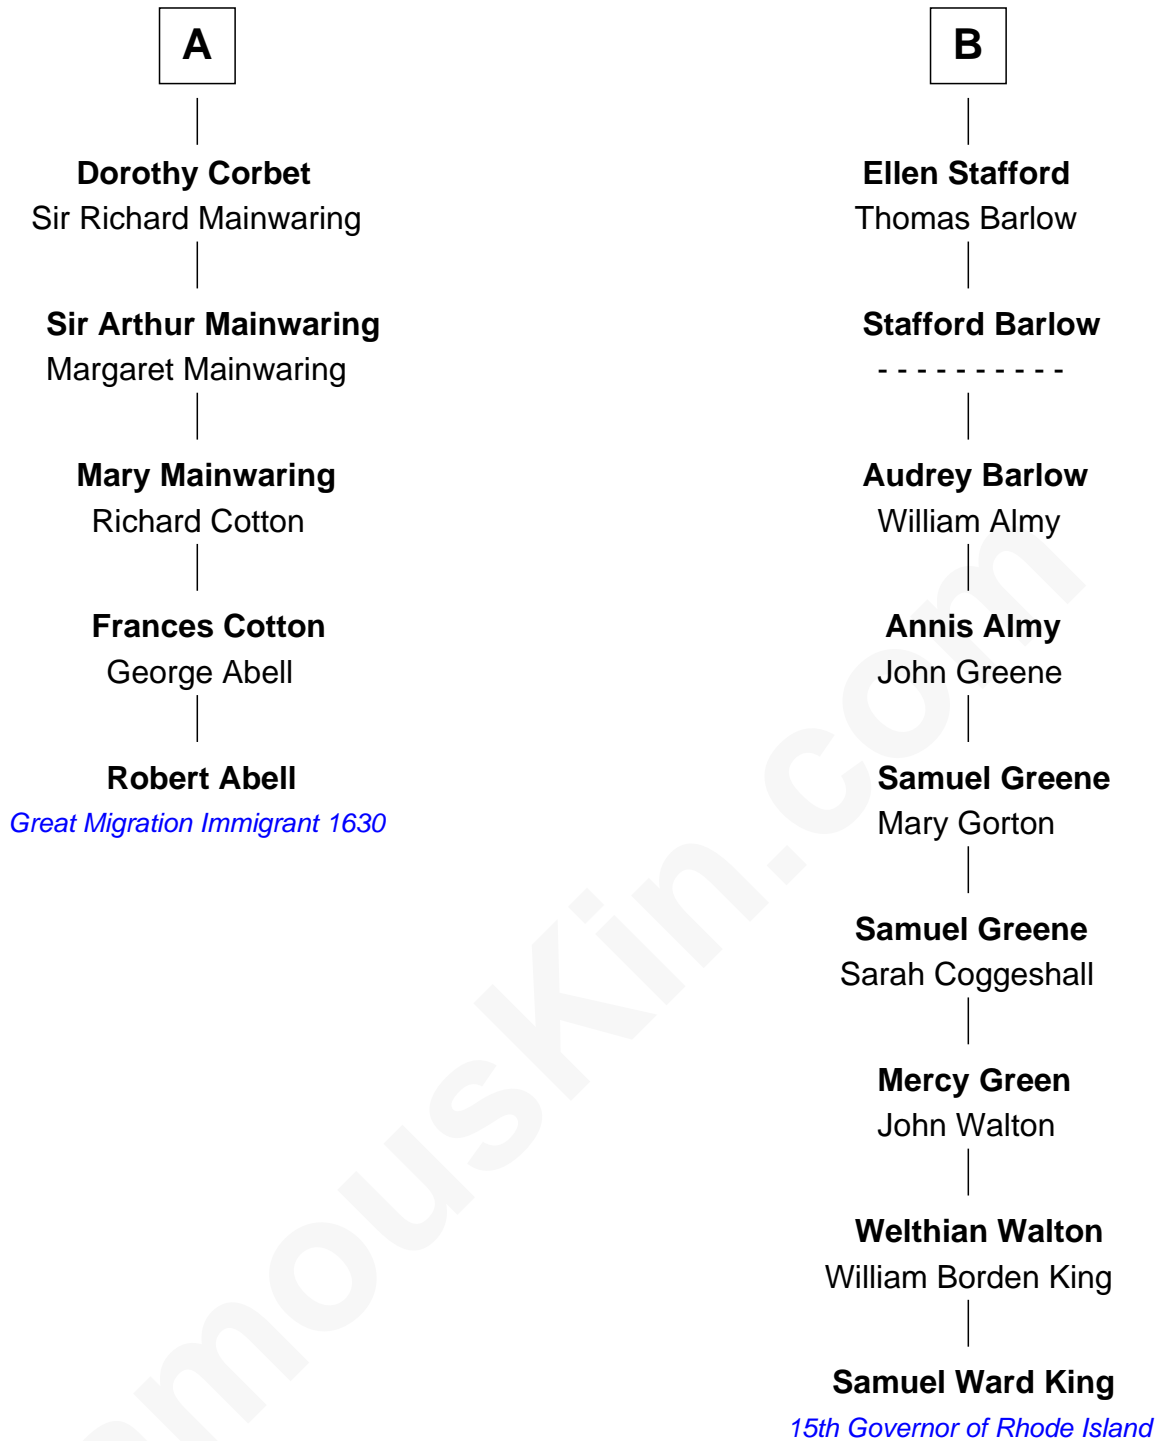 A
Dorothy Corbet
Sir Richard Mainwaring
Sir Arthur Mainwaring
Margaret Mainwaring
Mary Mainwaring
Richard Cotton
Frances Cotton
George Abell
Robert Abell
Great Migration Immigrant 1630
B
Ellen Stafford
Thomas Barlow
Stafford Barlow
- - - - - - - - - -
Audrey Barlow
William Almy
Annis Almy
John Greene
Samuel Greene
Mary Gorton
Samuel Greene
Sarah Coggeshall
Mercy Green
John Walton
Welthian Walton
William Borden King
Samuel Ward King
15th Governor of Rhode Island
amouskin.com